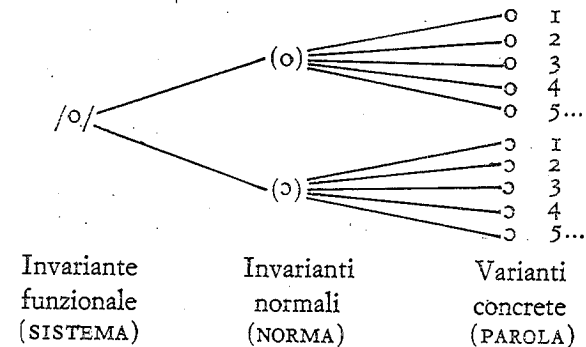 o 1
o 2
(o) o 3
o 4
o 5...
/o/
ɔ 1
ɔ 2
(ɔ) ɔ 3
ɔ 4
ɔ 5...
Invariante Invarianti Varianti
funzionale normali concrete
(SISTEMA) (NORMA) (PAROLA)